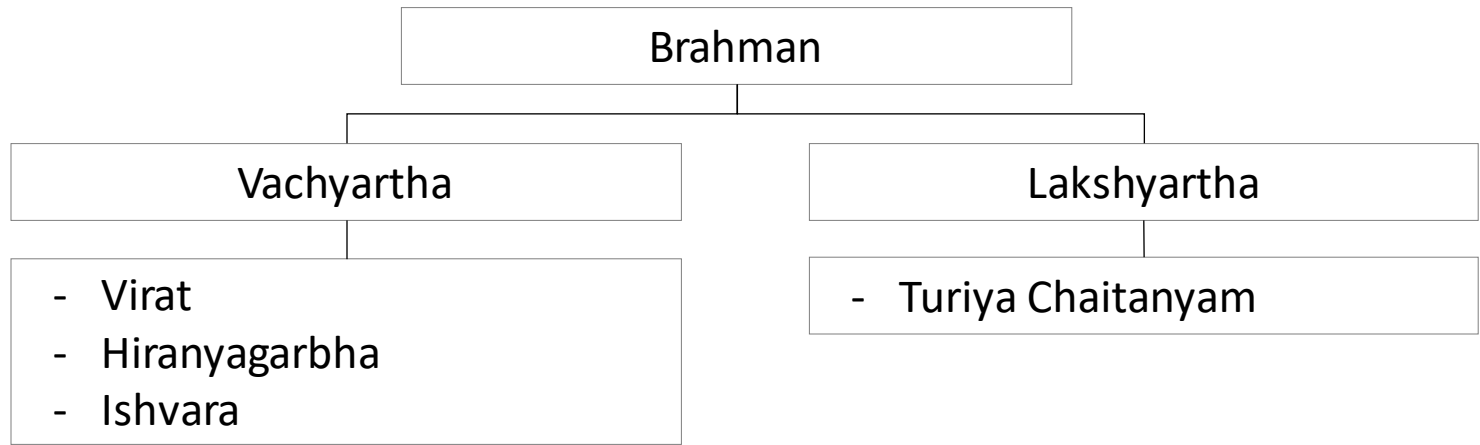 Brahman
Vachyartha
Lakshyartha
- Virat
- Hiranyagarbha
- Ishvara
- Turiya Chaitanyam